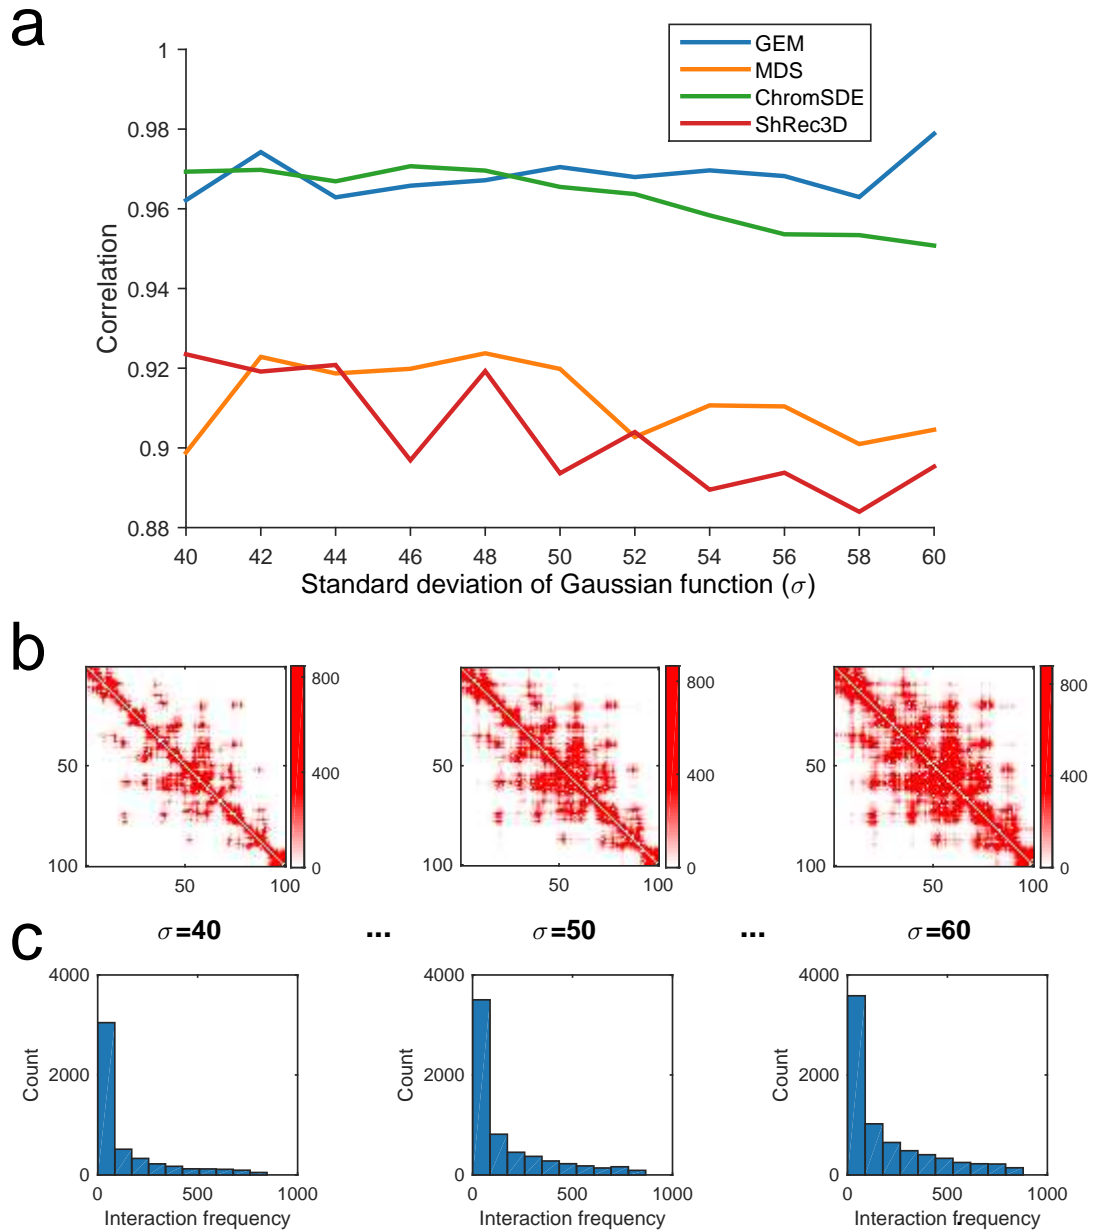 a
GEM
MDS
ChromSDE
ShRec3D
1
0.98
0.96
0.94
0.92
0.9
0.88
Correlation
40 42 44 46 48 50 52 54 56 58 60
Standard deviation of Gaussian function (σ)
b
50
100
50 100
800
400
0
50
100
50 100
800
400
0
50
100
50 100
800
400
0
σ=40 ... σ=50 ... σ=60
c
4000
2000
0
Count
0 500 1000
Interaction frequency
4000
2000
0
Count
0 500 1000
Interaction frequency
4000
2000
0
Count
0 500 1000
Interaction frequency